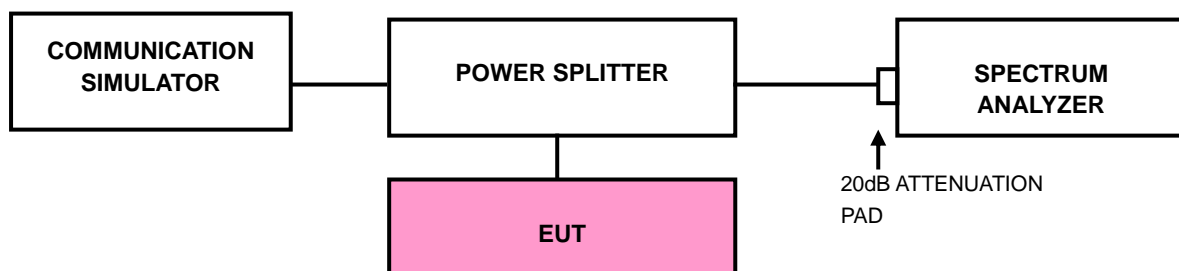 COMMUNICATION
SIMULATOR
POWER SPLITTER
SPECTRUM
ANALYZER
20dB ATTENUATION
PAD
EUT